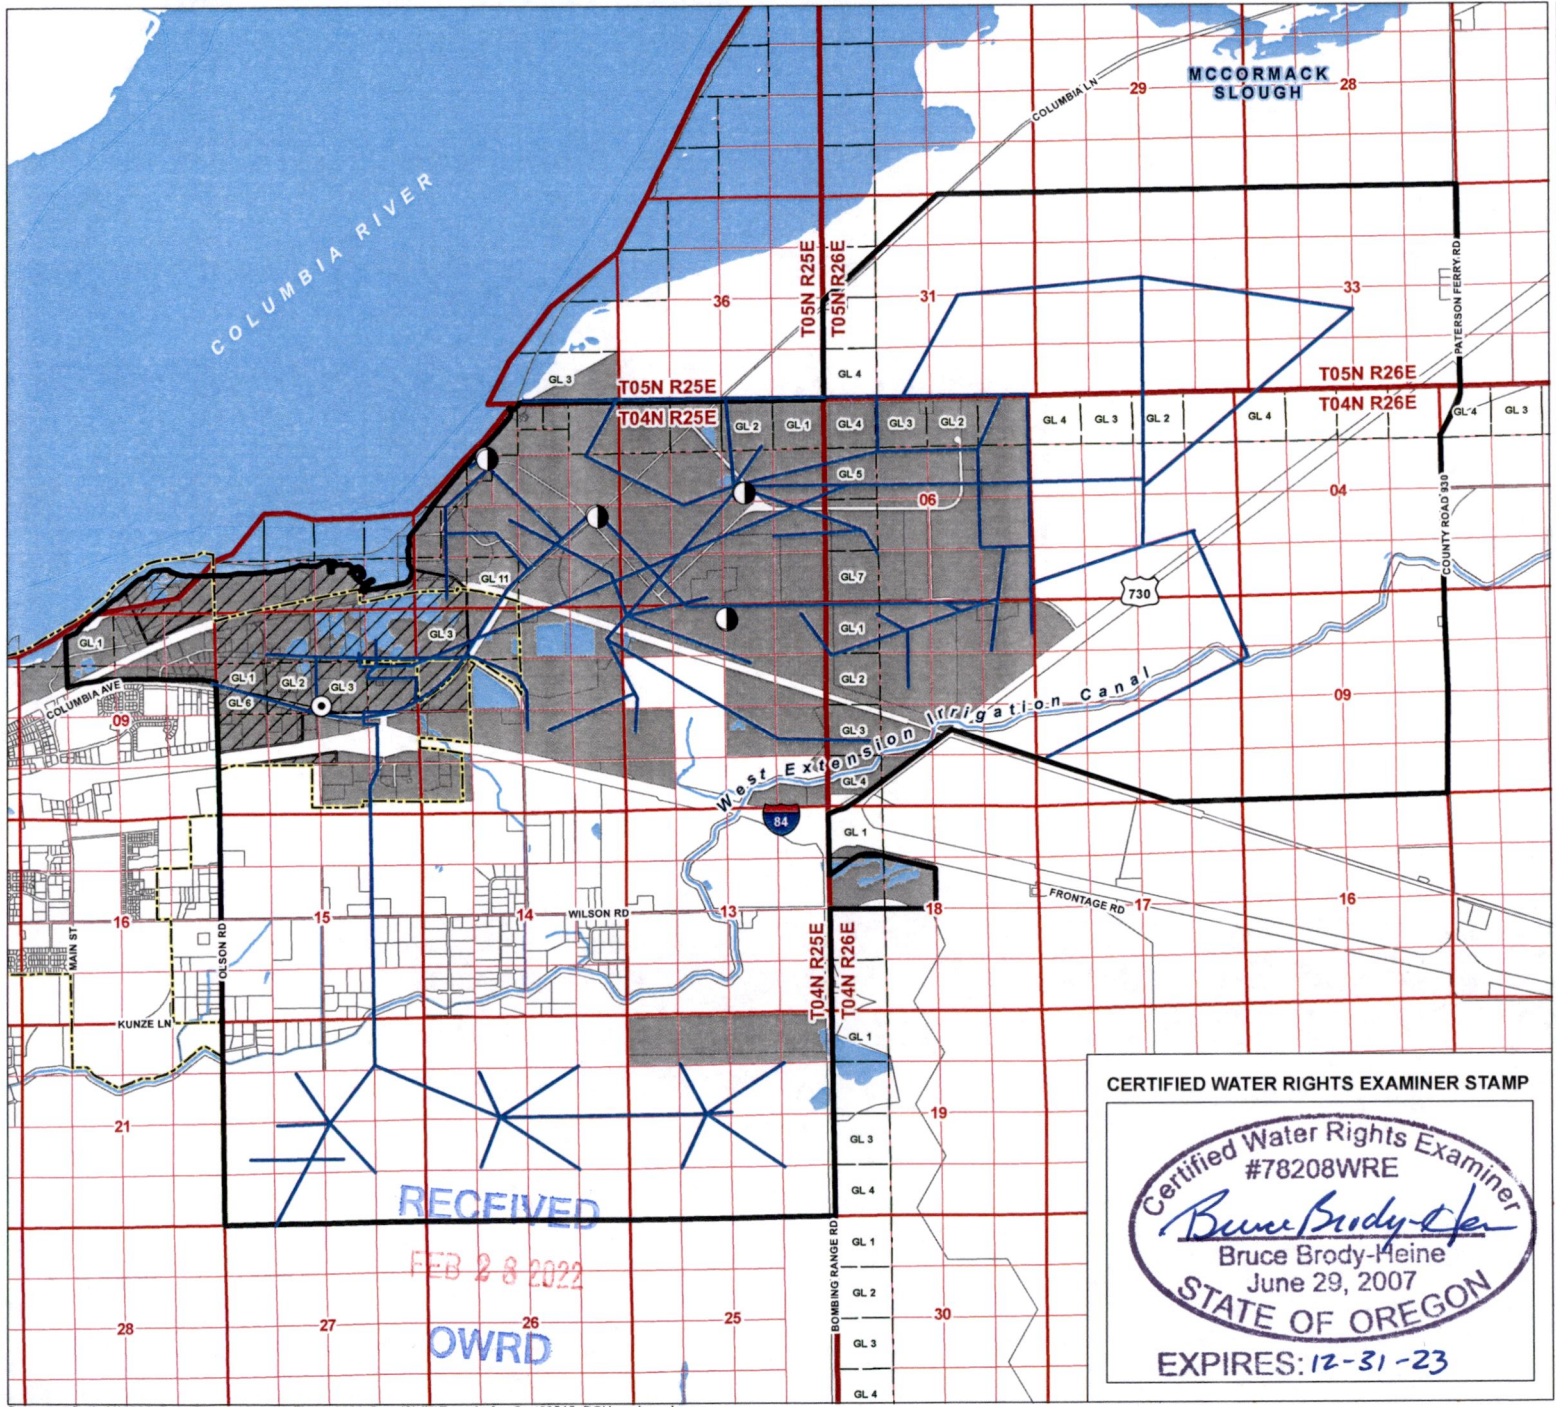 MCCORMACK
SLOUGH
29
28
COLUMBIA LN
COLUMBIA RIVER
T05N R25E
T05N R26E
36
31
33
PATERSON FERRY RD
GL 3
GL 4
T05N R25E
T04N R25E
T05N R26E
T04N R26E
GL 2
GL 1
GL 4
GL 3
GL 2
GL 4
GL 3
GL 2
GL 4
GL 4
GL 3
GL 5
06
04
COUNTY ROAD 930
GL 11
GL 7
730
GL 1
GL 3
GL 1
GL 1
GL 2
GL 3
GL 2
GL 6
COLUMBIA AVE
09
09
GL 3
West Extension Irrigation Canal
GL 4
84
GL 1
FRONTAGE RD
16
15
14
WILSON RD
13
18
17
16
MAIN ST
OLSON RD
T04N R25E
T04N R26E
KUNZE LN
GL 1
21
19
GL 3
GL 4
BOMBING RANGE RD
GL 1
GL 2
GL 3
GL 4
28
27
26
25
30
RECEIVED
FEB 28 2022
OWRD
CERTIFIED WATER RIGHTS EXAMINER STAMP
Certified Water Rights Examiner
#78208WRE
Bruce Brody-Heine
Bruce Brody-Heine
June 29, 2007
STATE OF OREGON
EXPIRES: 12-31-23